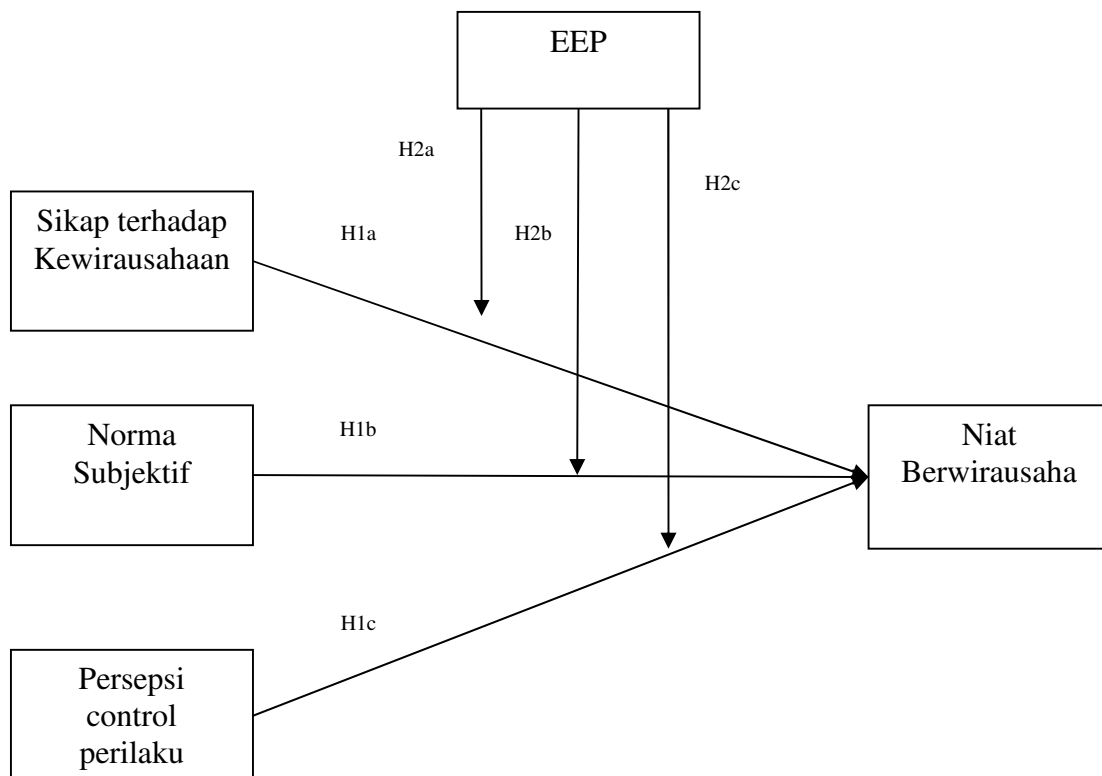 EEP
H2a
H2c
Sikap terhadap
Kewirausahaan
H1a
H2b
Norma
Subjektif
H1b
Niat
Berwirausaha
H1c
Persepsi
control
perilaku